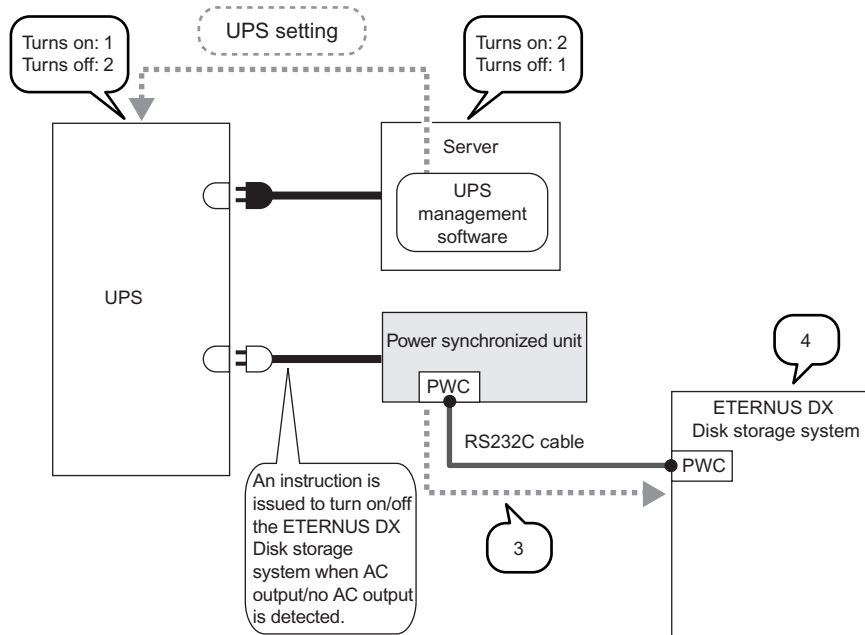 UPS setting
Turns on: 1
Turns off: 2
Turns on: 2
Turns off: 1
Server
UPS
management
software
UPS
Power synchronized unit
PWC
4
ETERNUS DX
Disk storage system
RS232C cable
PWC
An instruction is
issued to turn on/off
the ETERNUS DX
Disk storage
system when AC
output/no AC output
is detected.
3